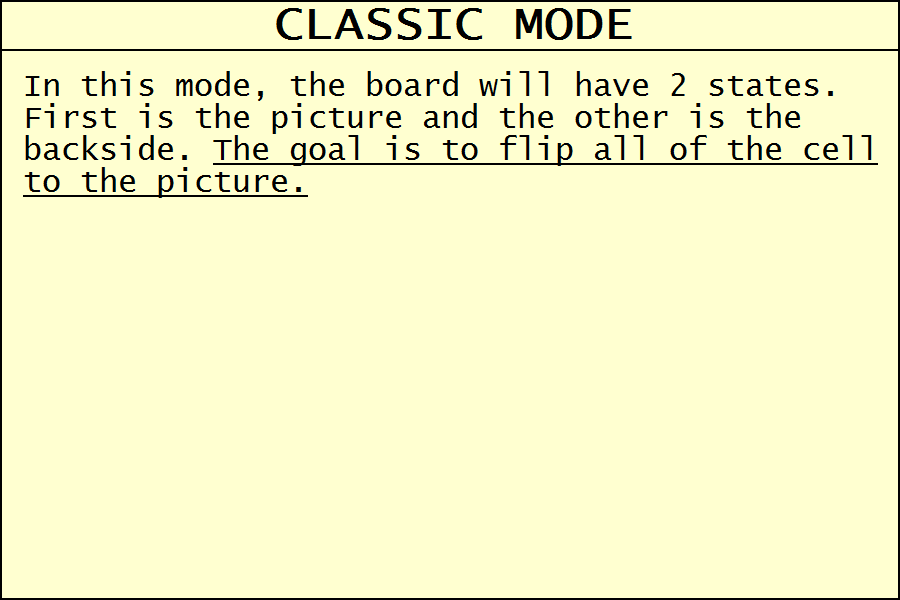 CLASSIC MODE
In this mode, the board will have 2 states.
First is the picture and the other is the
backside. The goal is to flip all of the cell
to the picture.